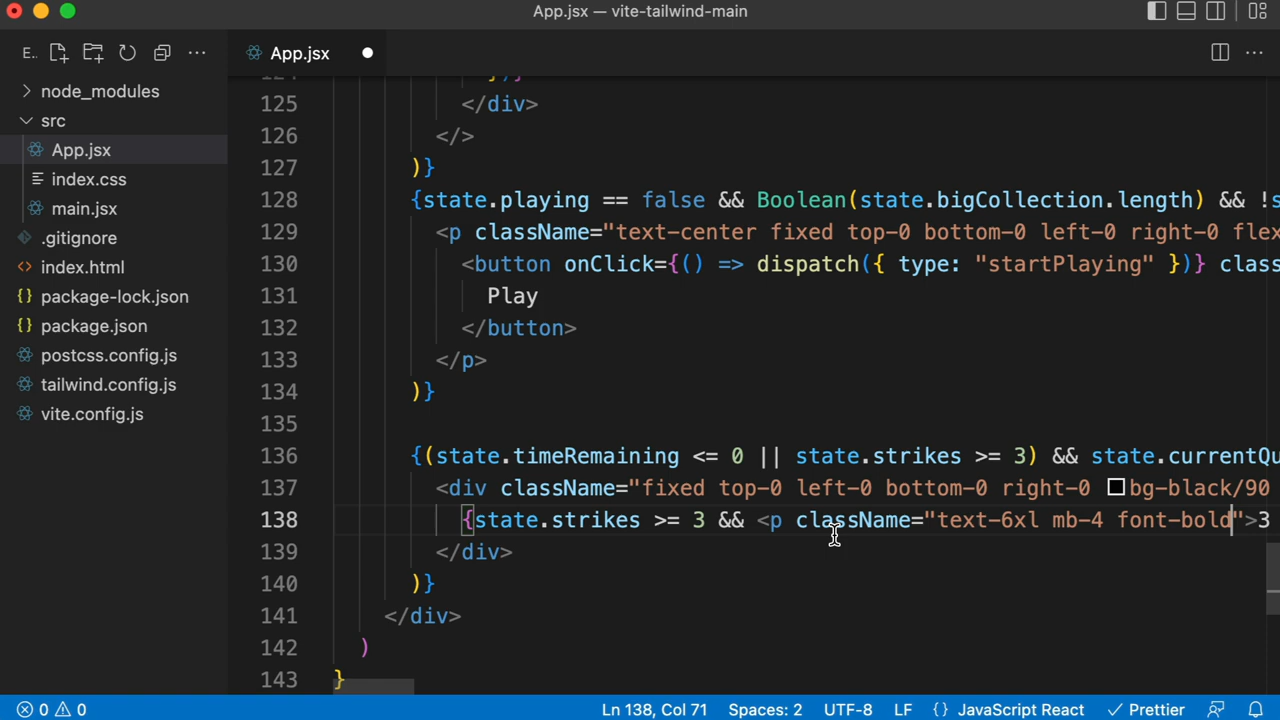 App.jsx — vite-tailwind-main
E..
App.jsx
node_modules
src
App.jsx
index.css
main.jsx
.gitignore
index.html
package-lock.json
package.json
postcss.config.js
tailwind.config.js
vite.config.js
125 </div>
126 </>
127 )}
128 {state.playing == false && Boolean(state.bigCollection.length) && !s
129 <p className="text-center fixed top-0 bottom-0 left-0 right-0 flex
130 <button onClick={() => dispatch({ type: "startPlaying" })} class
131 Play
132 </button>
133 </p>
134 )}
135
136 {(state.timeRemaining <= 0 || state.strikes >= 3) && state.currentQu
137 <div className="fixed top-0 left-0 bottom-0 right-0 bg-black/90
138 {state.strikes >= 3 && <p className="text-6xl mb-4 font-bold">3
139 </div>
140 )}
141 </div>
142 )
143 }
0 0 Ln 138, Col 71 Spaces: 2 UTF-8 LF {} JavaScript React Prettier